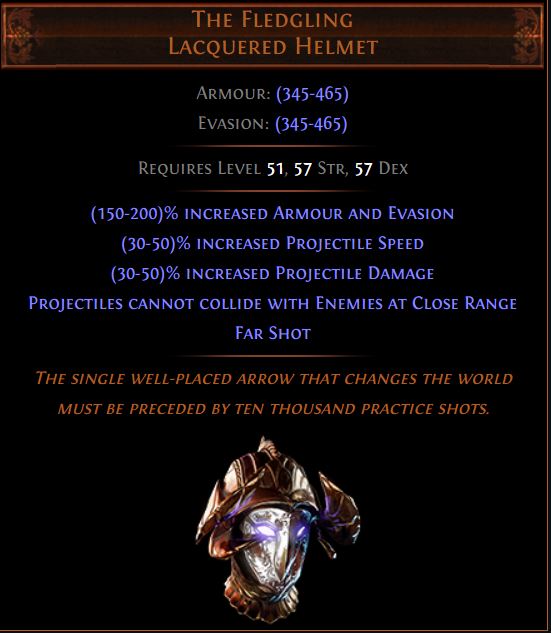 The Fledgling
Lacquered Helmet
Armour: (345-465)
Evasion: (345-465)
Requires Level 51, 57 Str, 57 Dex
(150-200)% increased Armour and Evasion
(30-50)% increased Projectile Speed
(30-50)% increased Projectile Damage
Projectiles cannot collide with Enemies at Close Range
Far Shot
The single well-placed arrow that changes the world
must be preceded by ten thousand practice shots.